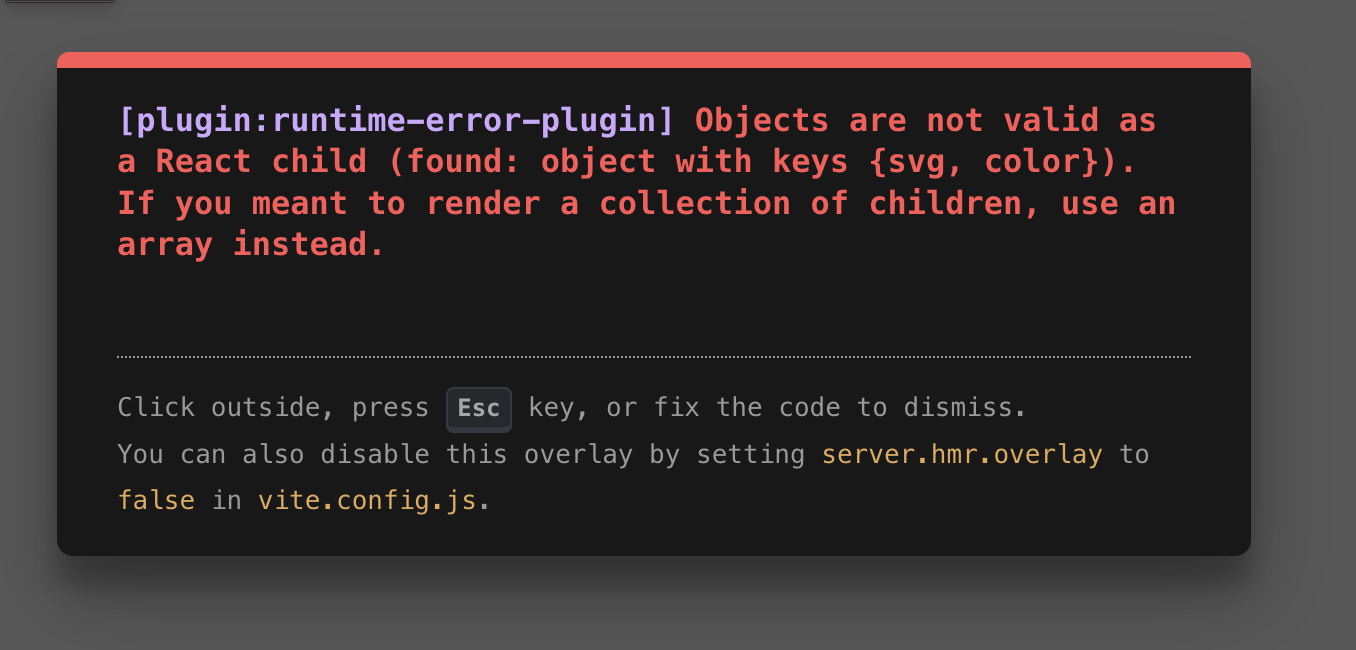 [plugin:runtime-error-plugin] Objects are not valid as
a React child (found: object with keys {svg, color}).
If you meant to render a collection of children, use an
array instead.
Click outside, press Esc key, or fix the code to dismiss.
You can also disable this overlay by setting server.hmr.overlay to
false in vite.config.js.